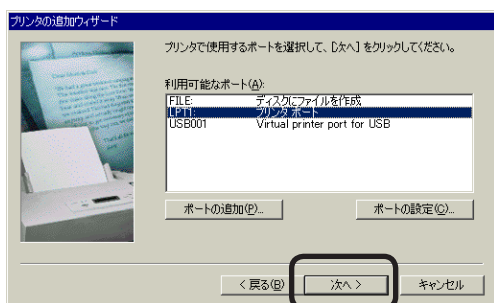 プリンタの追加ウィザード
プリンタで使用するポートを選択して、[次へ] をクリックしてください。
利用可能なポート(A):
FILE: ディスクにファイルを作成
LPT1: プリンタ ポート
USB001 Virtual printer port for USB
ポートの追加(P)...
ポートの設定(C)...
< 戻る(B)
次へ >
キャンセル